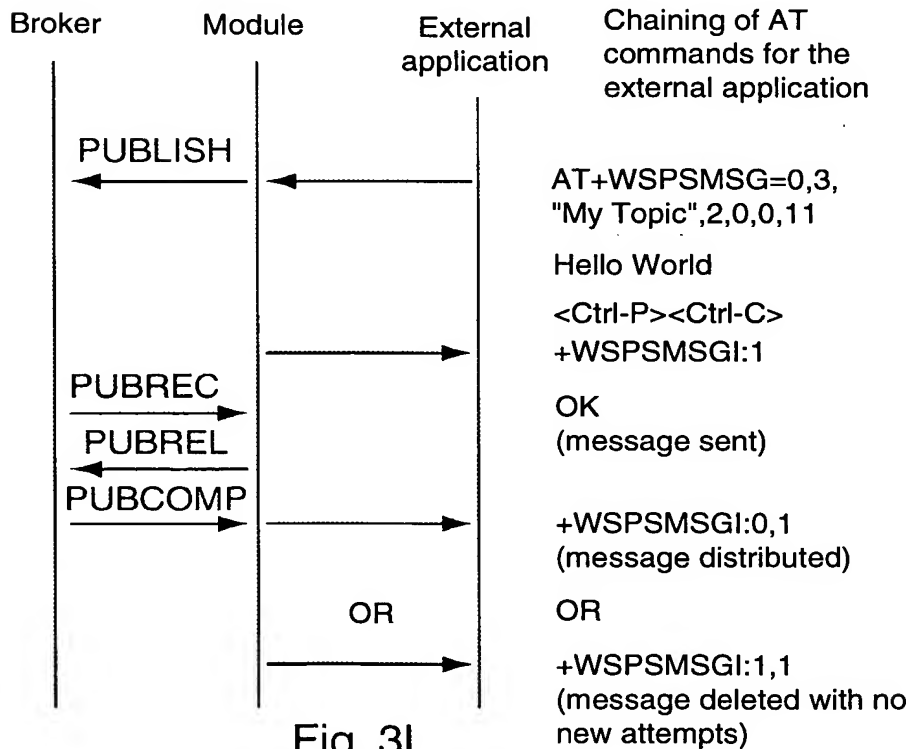 Broker
Module
External
application
Chaining of AT
commands for the
external application
PUBLISH
AT+WSPSMSG=0,3,
"My Topic",2,0,0,11
Hello World
<Ctrl-P><Ctrl-C>
+WSPSMSGI:1
PUBREC
OK
(message sent)
PUBREL
PUBCOMP
+WSPSMSGI:0,1
(message distributed)
OR
OR
+WSPSMSGI:1,1
(message deleted with no
new attempts)
Fig. 3I